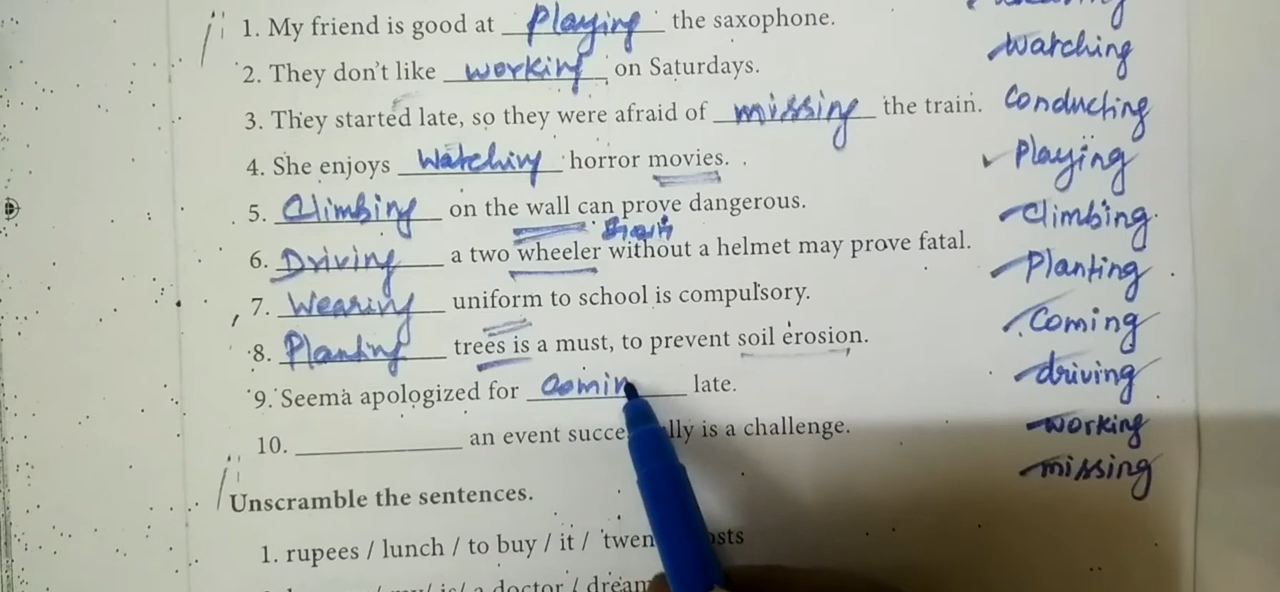 1. My friend is good at playing the saxophone.
2. They don't like working on Saturdays.
3. They started late, so they were afraid of missing the train.
4. She enjoys watching horror movies.
5. Climbing on the wall can prove dangerous.
6. Driving a two wheeler without a helmet may prove fatal.
7. Wearing uniform to school is compulsory.
8. Planting trees is a must, to prevent soil erosion.
9. Seema apologized for comin late.
10. ____________ an event succe lly is a challenge.
Unscramble the sentences.
1. rupees / lunch / to buy / it / twen osts
/ is / a doctor / dream
watching
Conducting
Playing
Climbing
Planting
Coming
driving
working
missing